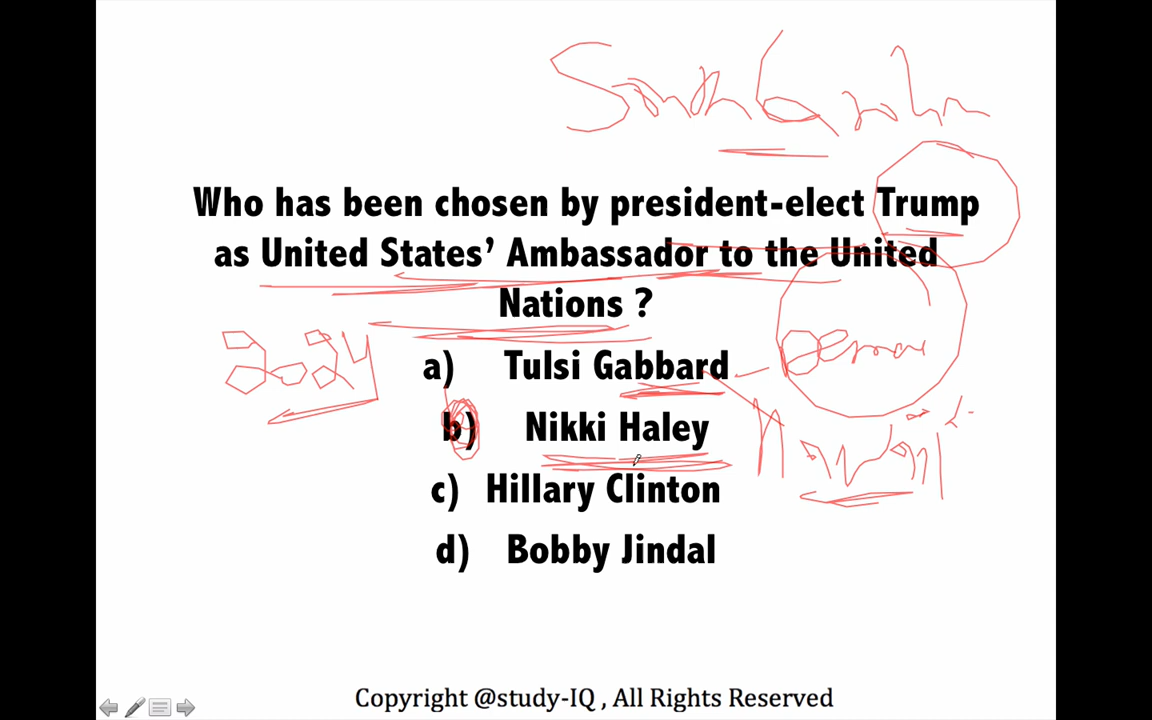 Who has been chosen by president-elect Trump
as United States’ Ambassador to the United
Nations ?
a) Tulsi Gabbard
b) Nikki Haley
c) Hillary Clinton
d) Bobby Jindal
Copyright @study-IQ , All Rights Reserved